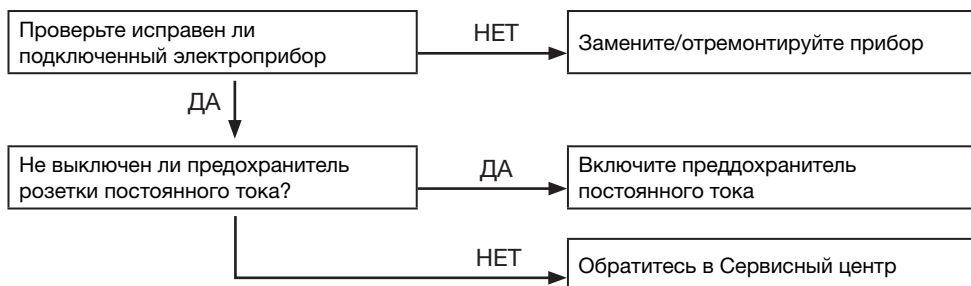 Проверьте исправен ли
подключенный электроприбор
НЕТ
Замените/отремонтируйте прибор
ДА
Не выключен ли предохранитель
розетки постоянного тока?
ДА
Включите преддохранитель
постоянного тока
НЕТ
Обратитесь в Сервисный центр